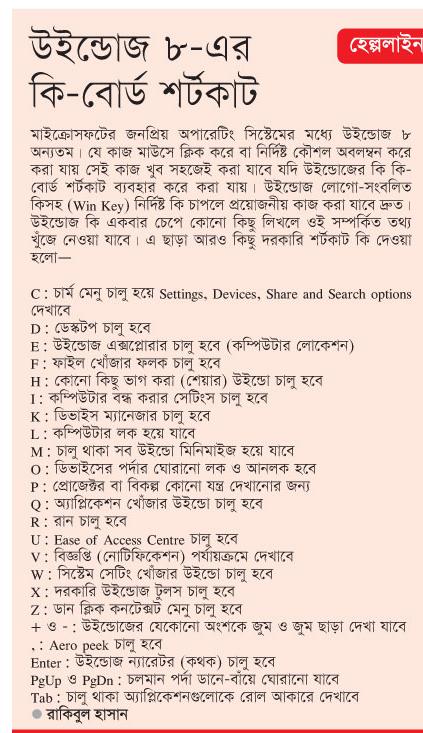 উইন্ডোজ ৮-এর
হেল্পলাইন
কি-বোর্ড শর্টকাট
মাইক্রোসফটের জনপ্রিয় অপারেটিং সিস্টেমের মধ্যে উইন্ডোজ ৮
অন্যতম। যে কাজ মাউসে ক্লিক করে বা নির্দিষ্ট কৌশল অবলম্বন করে
করা যায় সেই কাজ খুব সহজেই করা যাবে যদি উইন্ডোজের কি কি-
বোর্ড শর্টকাট ব্যবহার করে করা যায়। উইন্ডোজ লোগো-সংবলিত
কিসহ (Win Key) নির্দিষ্ট কি চাপলে প্রয়োজনীয় কাজ করা যাবে দ্রুত।
উইন্ডোজ কি একবার চেপে কোনো কিছু লিখলে ওই সম্পর্কিত তথ্য
খুঁজে নেওয়া যাবে। এ ছাড়া আরও কিছু দরকারি শর্টকাট কি দেওয়া
হলো—
C : চার্ম মেনু চালু হয়ে Settings, Devices, Share and Search options
দেখাবে
D : ডেস্কটপ চালু হবে
E : উইন্ডোজ এক্সপ্লোরার চালু হবে (কম্পিউটার লোকেশন)
F : ফাইল খোঁজার ফলক চালু হবে
H : কোনো কিছু ভাগ করা (শেয়ার) উইন্ডো চালু হবে
I : কম্পিউটার বন্ধ করার সেটিংস চালু হবে
K : ডিভাইস ম্যানেজার চালু হবে
L : কম্পিউটার লক হয়ে যাবে
M : চালু থাকা সব উইন্ডো মিনিমাইজ হয়ে যাবে
O : ডিভাইসের পর্দার ঘোরানো লক ও আনলক হবে
P : প্রোজেক্টর বা বিকল্প কোনো যন্ত্র দেখানোর জন্য
Q : অ্যাপ্লিকেশন খোঁজার উইন্ডো চালু হবে
R : রান চালু হবে
U : Ease of Access Centre চালু হবে
V : বিজ্ঞপ্তি (নোটিফিকেশন) পর্যায়ক্রমে দেখাবে
W : সিস্টেম সেটিং খোঁজার উইন্ডো চালু হবে
X : দরকারি উইন্ডোজ টুলস চালু হবে
Z : ডান ক্লিক কনটেক্সট মেনু চালু হবে
+ ও - : উইন্ডোজের যেকোনো অংশকে জুম ও জুম ছাড়া দেখা যাবে
, : Aero peek চালু হবে
Enter : উইন্ডোজ ন্যারেটর (কথক) চালু হবে
PgUp ও PgDn : চলমান পর্দা ডানে-বাঁয়ে ঘোরানো যাবে
Tab : চালু থাকা অ্যাপ্লিকেশনগুলোকে রোল আকারে দেখাবে
● রাকিবুল হাসান